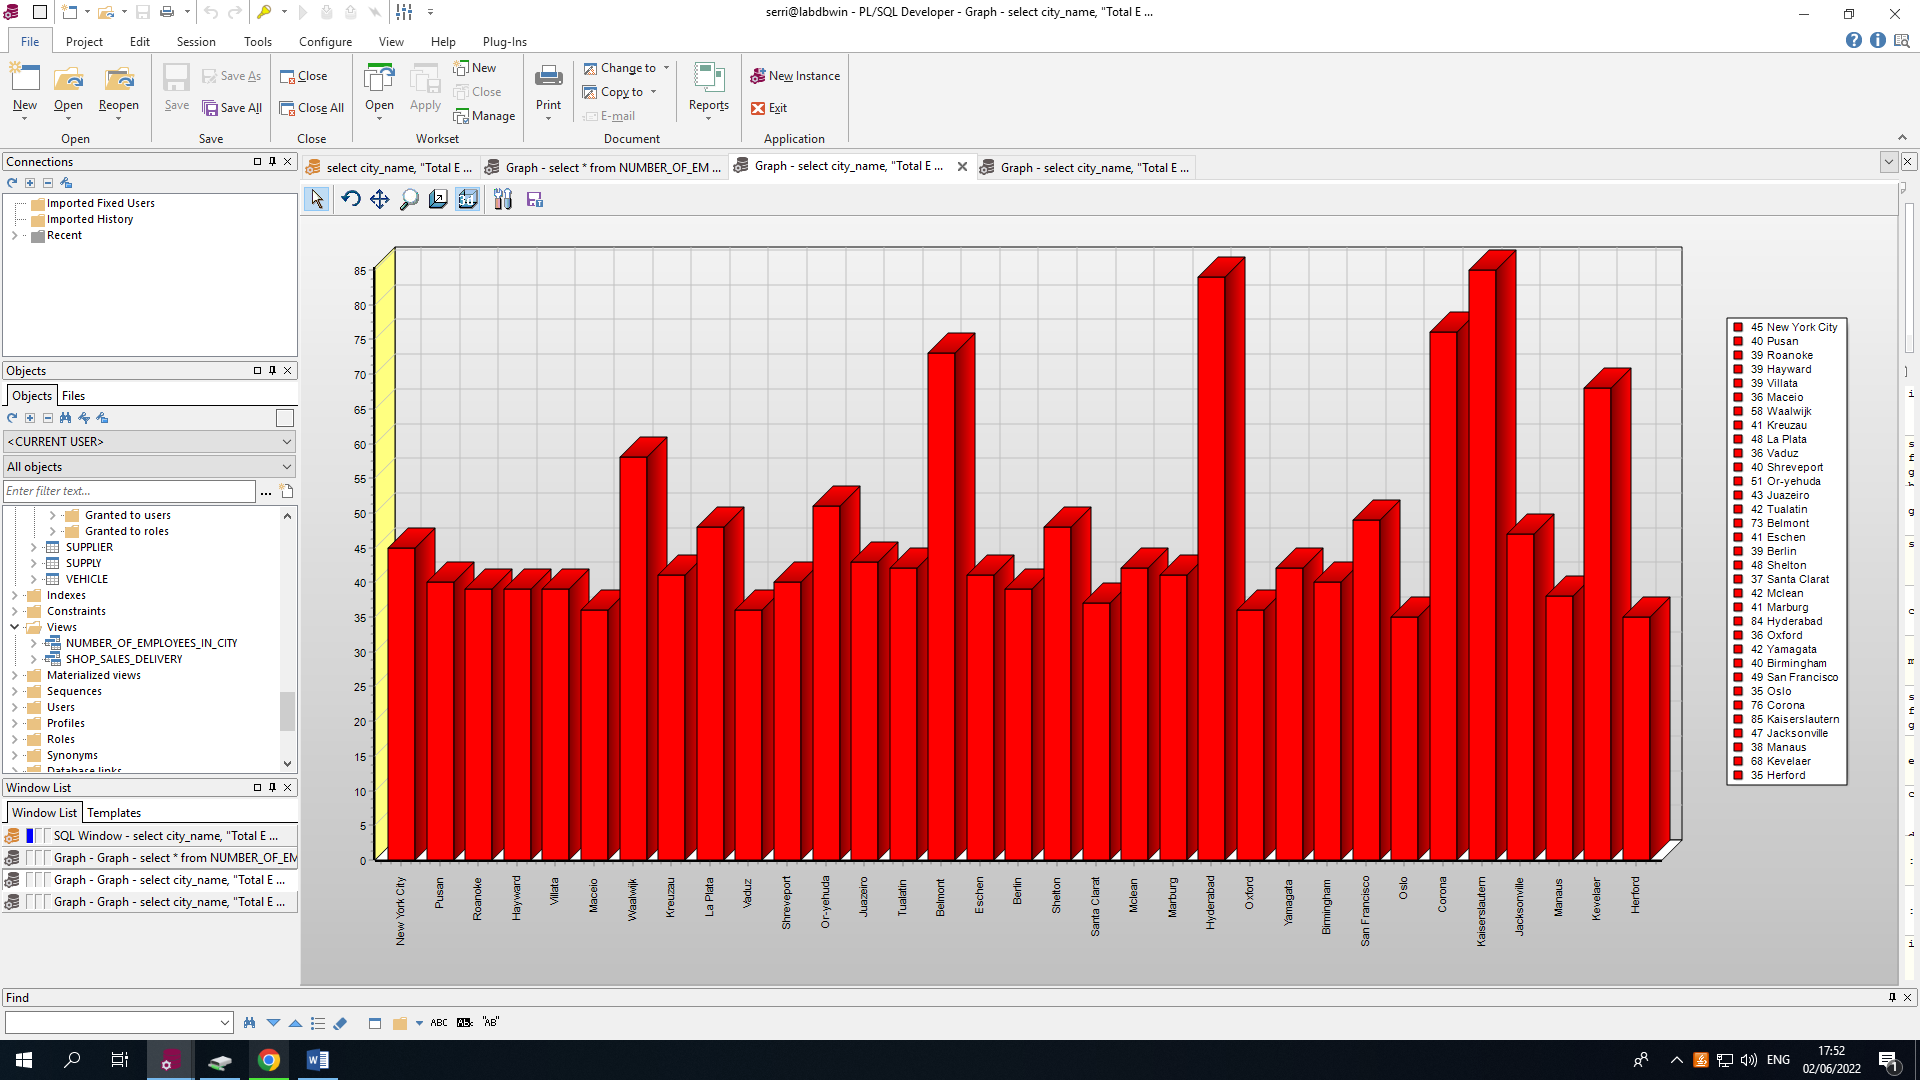 serri@labdbwin - PL/SQL Developer - Graph - select city_name, "Total E ...
File Project Edit Session Tools Configure View Help Plug-Ins
New Open Reopen
Open
Save Save As Save All
Save
Close Close All
Close
Open Apply New Close Manage
Workset
Print Change to Copy to E-mail
Document
Reports
New Instance Exit
Application
Connections
Imported Fixed Users
Imported History
Recent
Objects
Objects Files
<CURRENT USER>
All objects
Enter filter text...
...
Granted to users
Granted to roles
SUPPLIER
SUPPLY
VEHICLE
Indexes
Constraints
Views
NUMBER_OF_EMPLOYEES_IN_CITY
SHOP_SALES_DELIVERY
Materialized views
Sequences
Users
Profiles
Roles
Synonyms
Database links
Window List
Window List Templates
SQL Window - select city_name, "Total E ...
Graph - Graph - select * from NUMBER_OF_EM
Graph - Graph - select city_name, "Total E ...
Graph - Graph - select city_name, "Total E ...
select city_name, "Total E ...
Graph - select * from NUMBER_OF_EM ...
Graph - select city_name, "Total E ...
Graph - select city_name, "Total E ...
3d
85
80
75
70
65
60
55
50
45
40
35
30
25
20
15
10
5
0
New York City
Pusan
Roanoke
Hayward
Villata
Maceio
Waalwijk
Kreuzau
La Plata
Vaduz
Shreveport
Or-yehuda
Juazeiro
Tualatin
Belmont
Eschen
Berlin
Shelton
Santa Clarat
Mclean
Marburg
Hyderabad
Oxford
Yamagata
Birmingham
San Francisco
Oslo
Corona
Kaiserslautern
Jacksonville
Manaus
Kevelaer
Herford
45 New York City
40 Pusan
39 Roanoke
39 Hayward
39 Villata
36 Maceio
58 Waalwijk
41 Kreuzau
48 La Plata
36 Vaduz
40 Shreveport
51 Or-yehuda
43 Juazeiro
42 Tualatin
73 Belmont
41 Eschen
39 Berlin
48 Shelton
37 Santa Clarat
42 Mclean
41 Marburg
84 Hyderabad
36 Oxford
42 Yamagata
40 Birmingham
49 San Francisco
35 Oslo
76 Corona
85 Kaiserslautern
47 Jacksonville
38 Manaus
68 Kevelaer
35 Herford
Find
ABC "AB"
ENG
17:52
02/06/2022
1